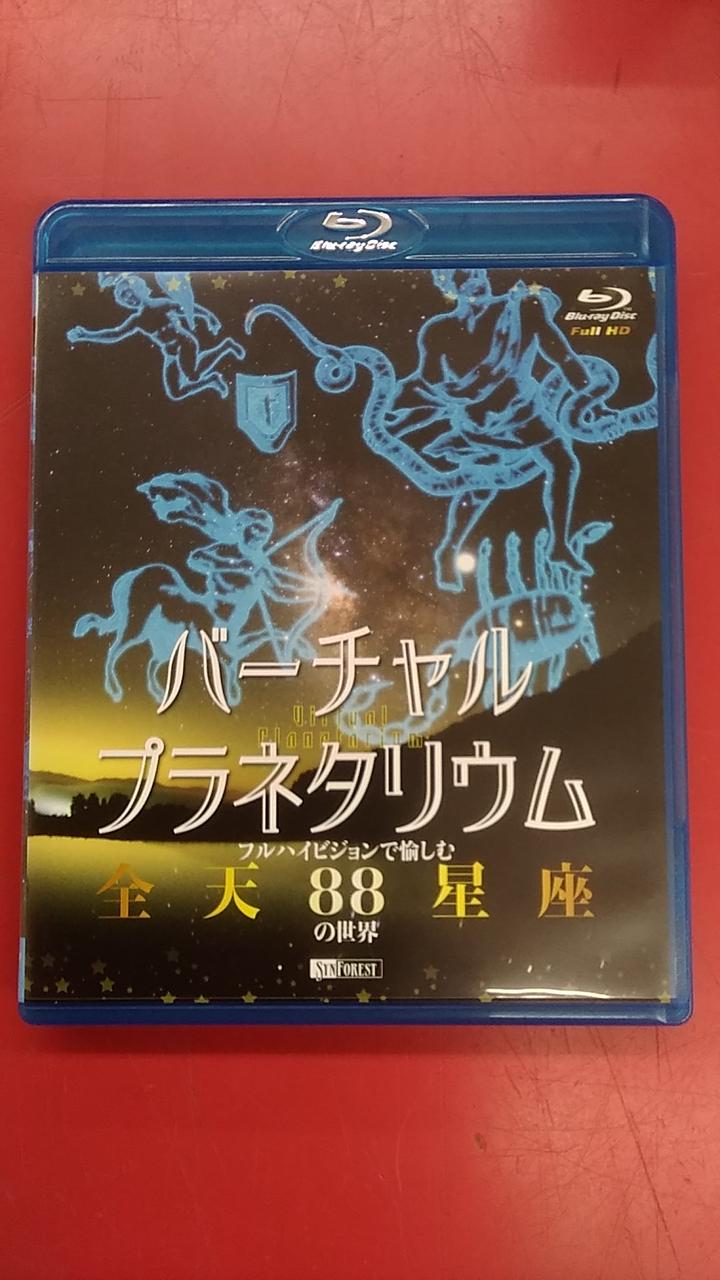 Blu-ray Disc
Blu-ray Disc
Full HD
バーチャル
Virtual
Planetarium
プラネタリウム
フルハイビジョンで愉しむ
全天88星座
の世界
SYNFOREST